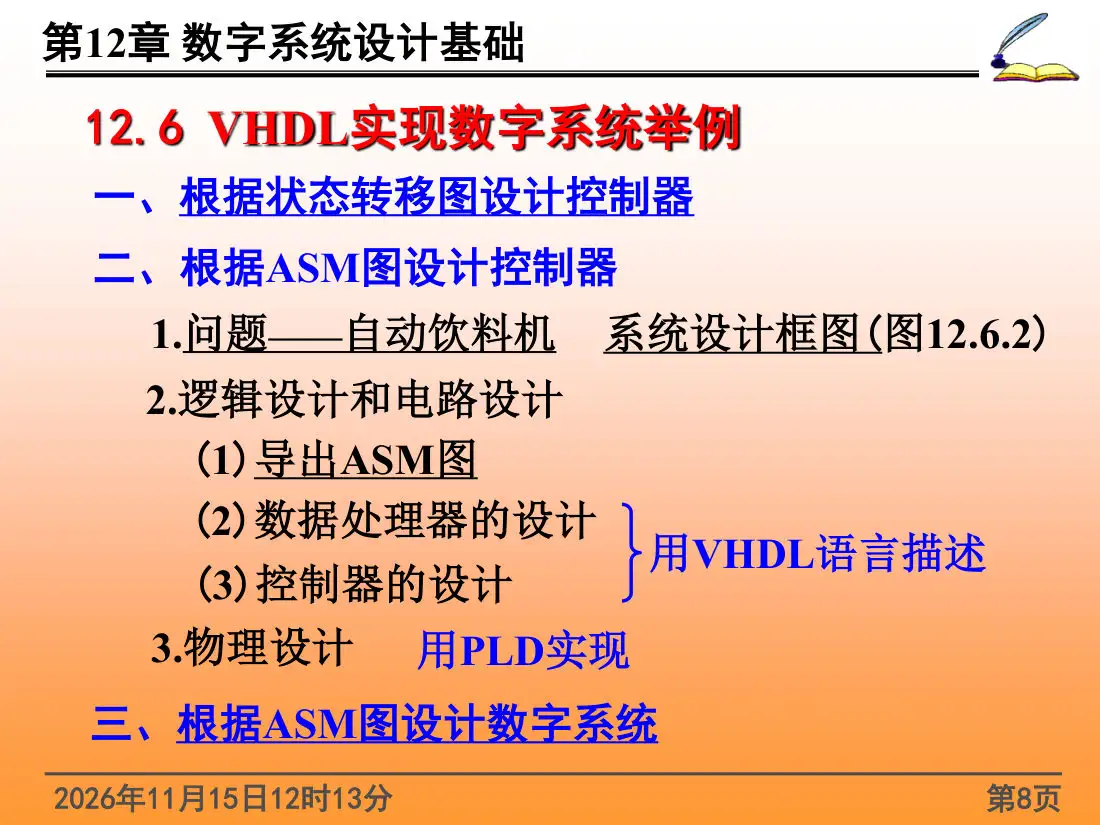 第12章 数字系统设计基础
12.6 VHDL实现数字系统举例
一、根据状态转移图设计控制器
二、根据ASM图设计控制器
1.问题——自动饮料机 系统设计框图(图12.6.2)
2.逻辑设计和电路设计
(1)导出ASM图
(2)数据处理器的设计
用VHDL语言描述
(3)控制器的设计
3.物理设计 用PLD实现
三、根据ASM图设计数字系统
2026年11月15日12时13分 第8页